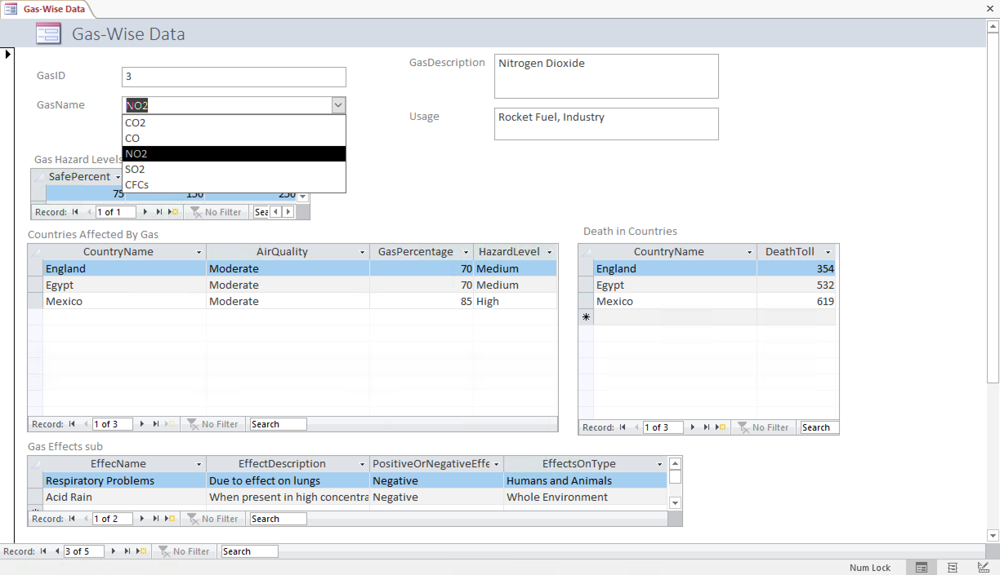 Gas-Wise Data
Gas-Wise Data
GasID
3
GasName
NO2
CO2
CO
NO2
SO2
CFCs
GasDescription
Nitrogen Dioxide
Usage
Rocket Fuel, Industry
Gas Hazard Levels
SafePercent
75 150 250
Record: 1 of 1 No Filter Sea
Countries Affected By Gas
CountryName AirQuality GasPercentage HazardLevel
England Moderate 70 Medium
Egypt Moderate 70 Medium
Mexico Moderate 85 High
Record: 1 of 3 No Filter Search
Death in Countries
CountryName DeathToll
England 354
Egypt 532
Mexico 619
Record: 1 of 3 No Filter Search
Gas Effects sub
EffecName EffectDescription PositiveOrNegativeEffe EffectsOnType
Respiratory Problems Due to effect on lungs Negative Humans and Animals
Acid Rain When present in high concentra Negative Whole Environment
Record: 1 of 2 No Filter Search
Record: 3 of 5 No Filter Search
Num Lock